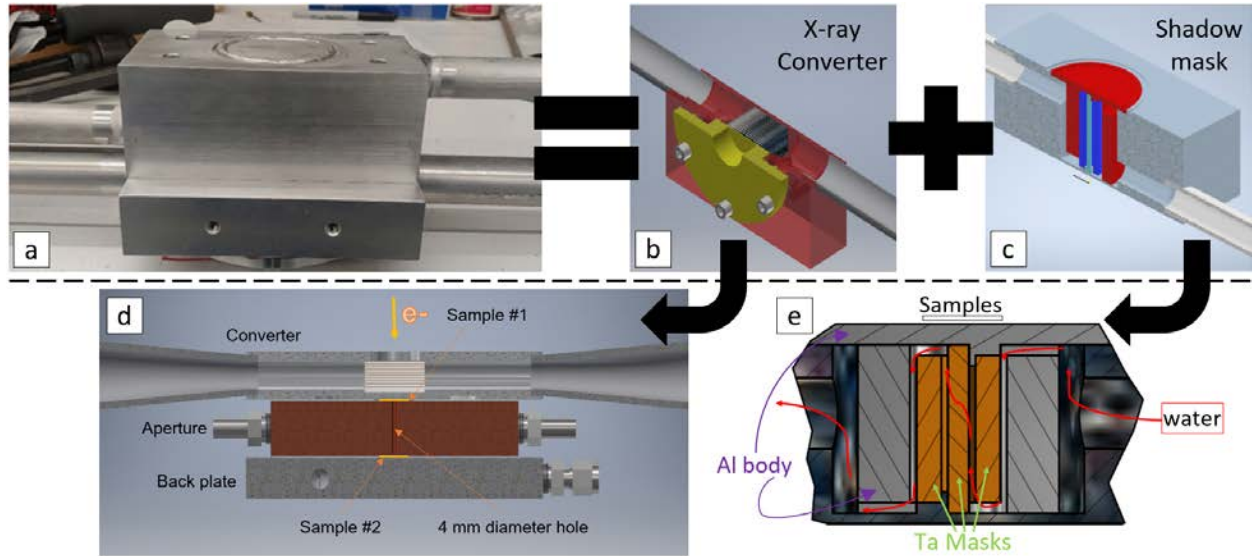 X-ray
Converter
Shadow
mask
a
b
c
d
e-
Sample #1
Converter
Aperture
Back plate
Sample #2
4 mm diameter hole
e
Samples
water
Al body
Ta Masks